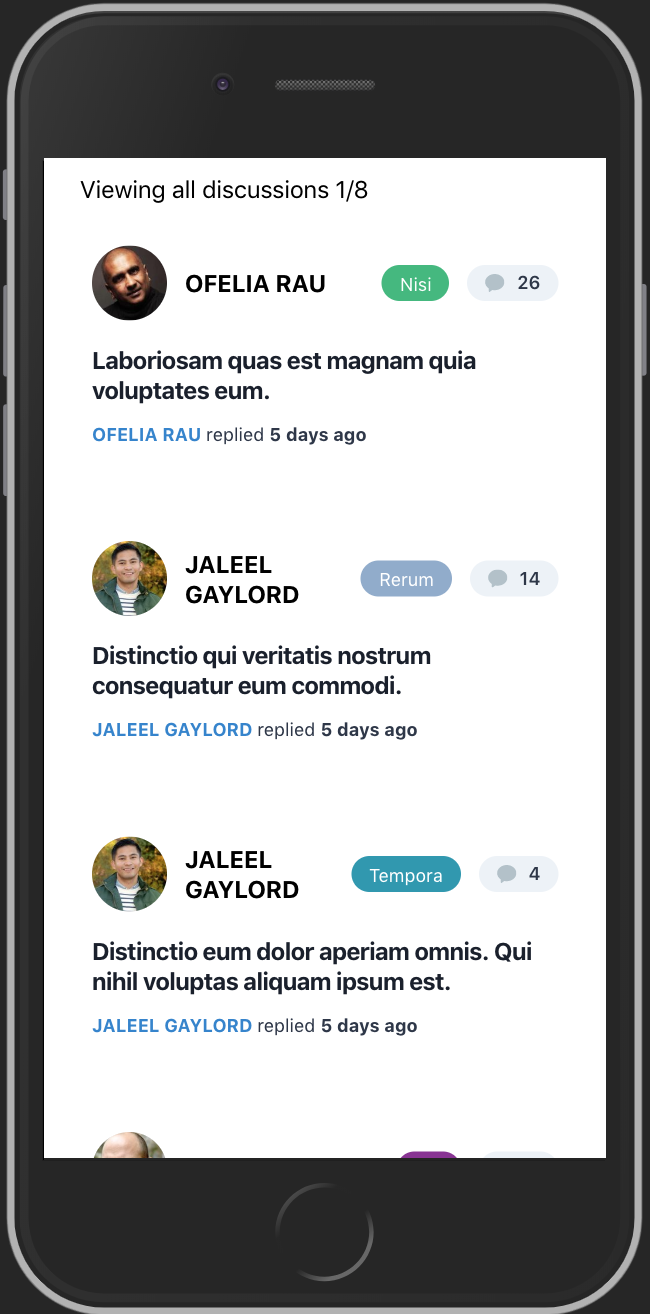 Viewing all discussions 1/8
OFELIA RAU Nisi 26
Laboriosam quas est magnam quia
voluptates eum.
OFELIA RAU replied 5 days ago
JALEEL
GAYLORD
Rerum 14
Distinctio qui veritatis nostrum
consequatur eum commodi.
JALEEL GAYLORD replied 5 days ago
JALEEL
GAYLORD
Tempora 4
Distinctio eum dolor aperiam omnis. Qui
nihil voluptas aliquam ipsum est.
JALEEL GAYLORD replied 5 days ago